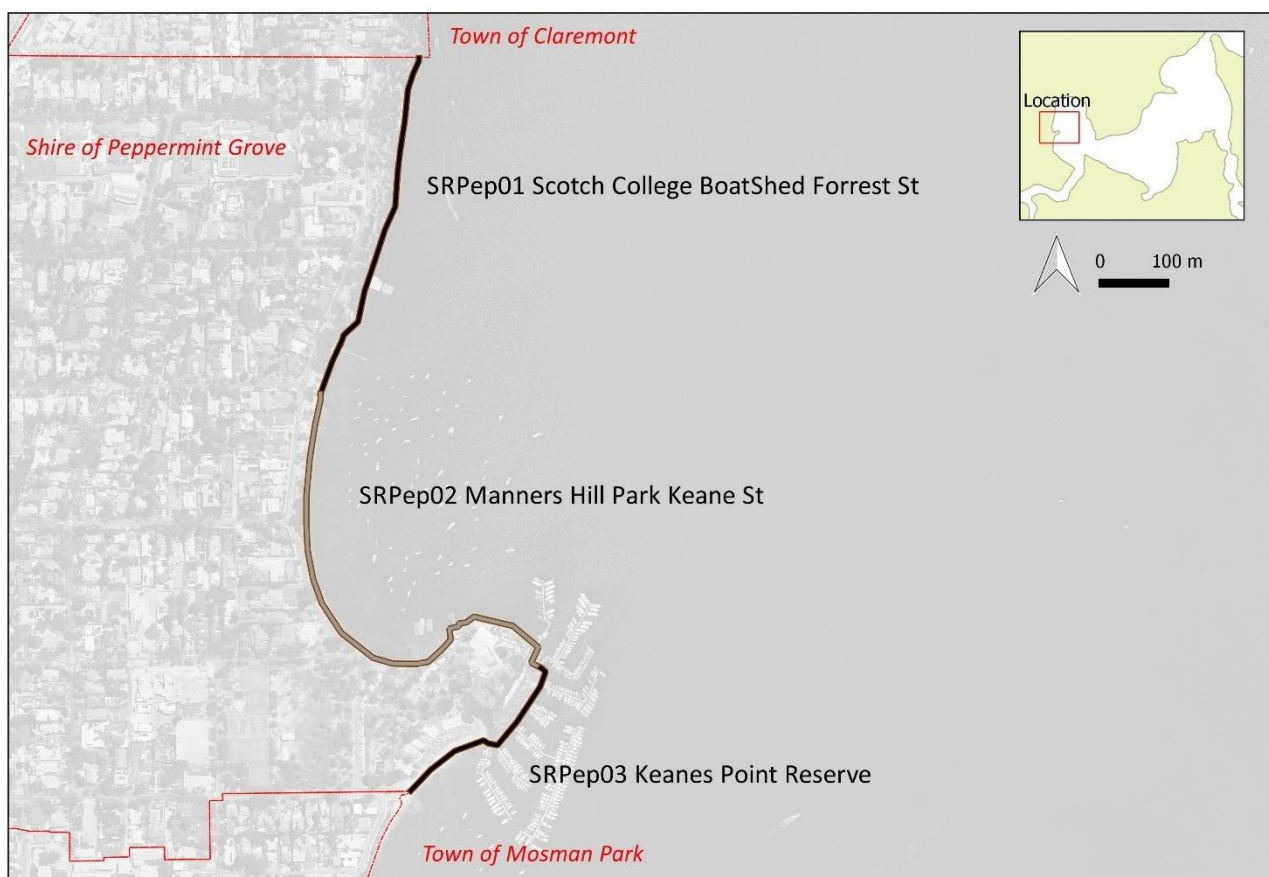 Town of Claremont
Location
Shire of Peppermint Grove
SRPep01 Scotch College BoatShed Forrest St
0 100 m
SRPep02 Manners Hill Park Keane St
SRPep03 Keanes Point Reserve
Town of Mosman Park